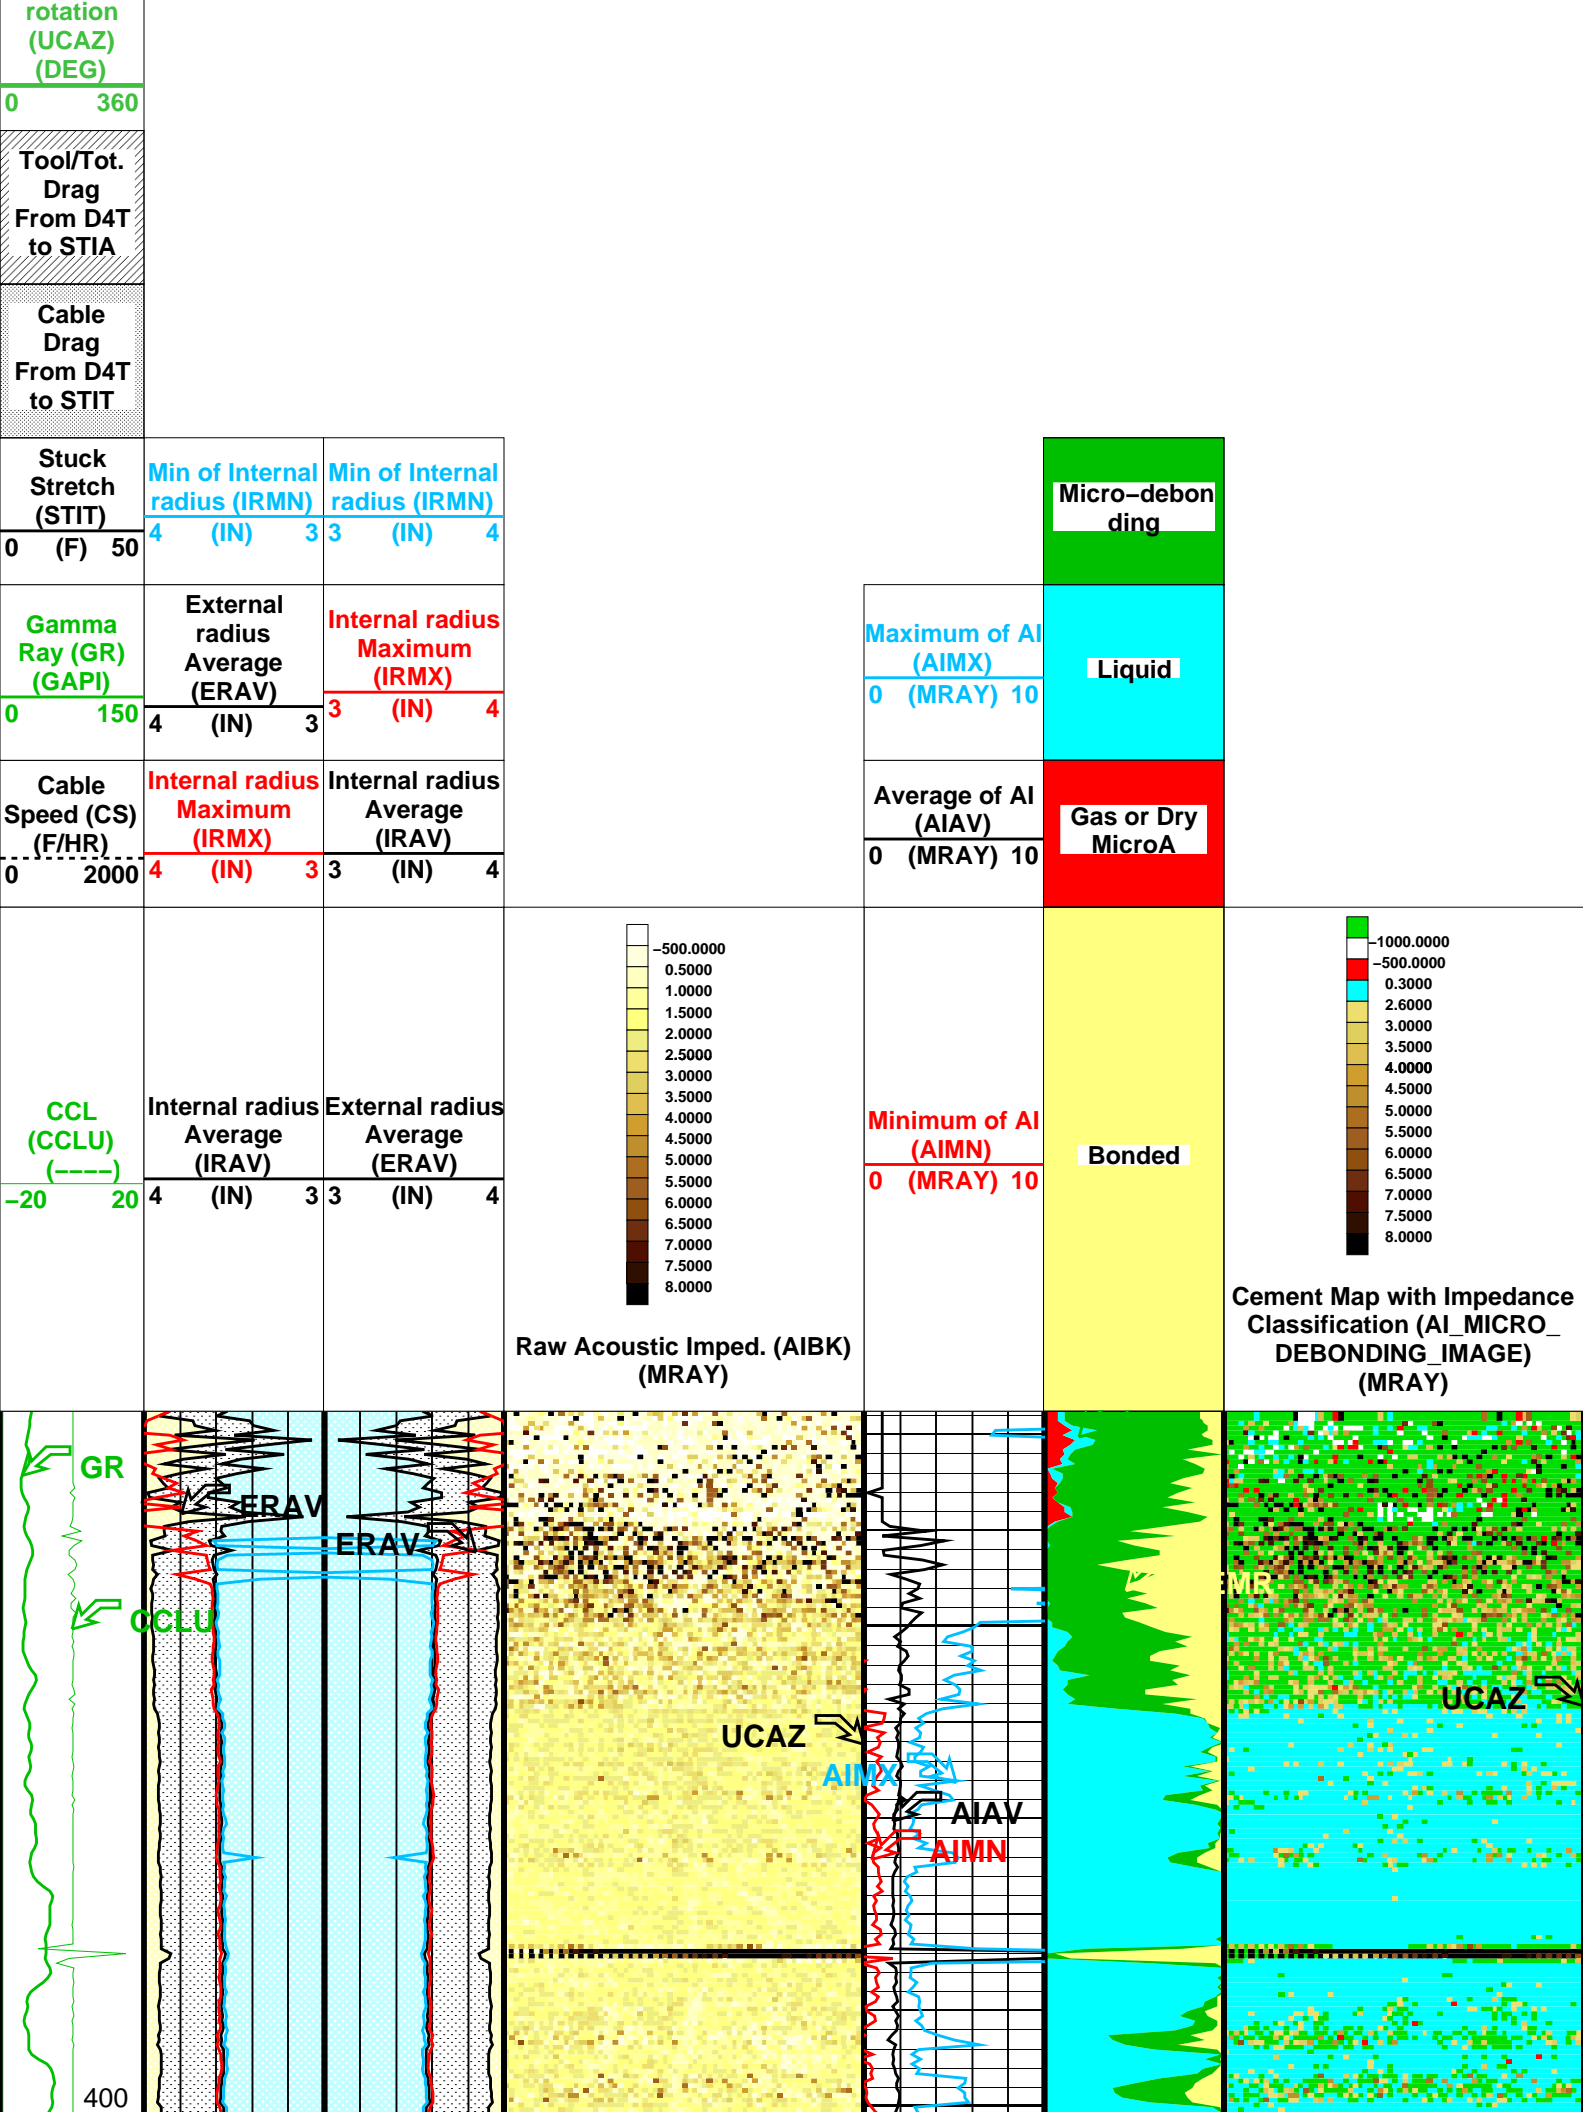 rotation
(UCAZ)
(DEG)
0 360
Tool/Tot.
Drag
From D4T
to STIA
Cable
Drag
From D4T
to STIT
Stuck
Stretch
(STIT)
0 (F) 50
Min of Internal
radius (IRMN)
4 (IN) 3
Min of Internal
radius (IRMN)
3 (IN) 4
Micro–debon
ding
Gamma
Ray (GR)
(GAPI)
0 150
External
radius
Average
(ERAV)
4 (IN) 3
Internal radius
Maximum
(IRMX)
3 (IN) 4
Maximum of AI
(AIMX)
0 (MRAY) 10
Liquid
Cable
Speed (CS)
(F/HR)
0 2000
Internal radius
Maximum
(IRMX)
4 (IN) 3
Internal radius
Average
(IRAV)
3 (IN) 4
Average of AI
(AIAV)
0 (MRAY) 10
Gas or Dry
MicroA
CCL
(CCLU)
(––––)
–20 20
Internal radius
Average
(IRAV)
4 (IN) 3
External radius
Average
(ERAV)
3 (IN) 4
–500.0000
0.5000
1.0000
1.5000
2.0000
2.5000
3.0000
3.5000
4.0000
4.5000
5.0000
5.5000
6.0000
6.5000
7.0000
7.5000
8.0000
Raw Acoustic Imped. (AIBK)
(MRAY)
Minimum of AI
(AIMN)
0 (MRAY) 10
Bonded
–1000.0000
–500.0000
0.3000
2.6000
3.0000
3.5000
4.0000
4.5000
5.0000
5.5000
6.0000
6.5000
7.0000
7.5000
8.0000
Cement Map with Impedance
Classification (AI_MICRO_
DEBONDING_IMAGE)
(MRAY)
GR
ERAV
ERAV
CCLU
UCAZ
UCAZ
AIMX
AIAV
AIMN
400